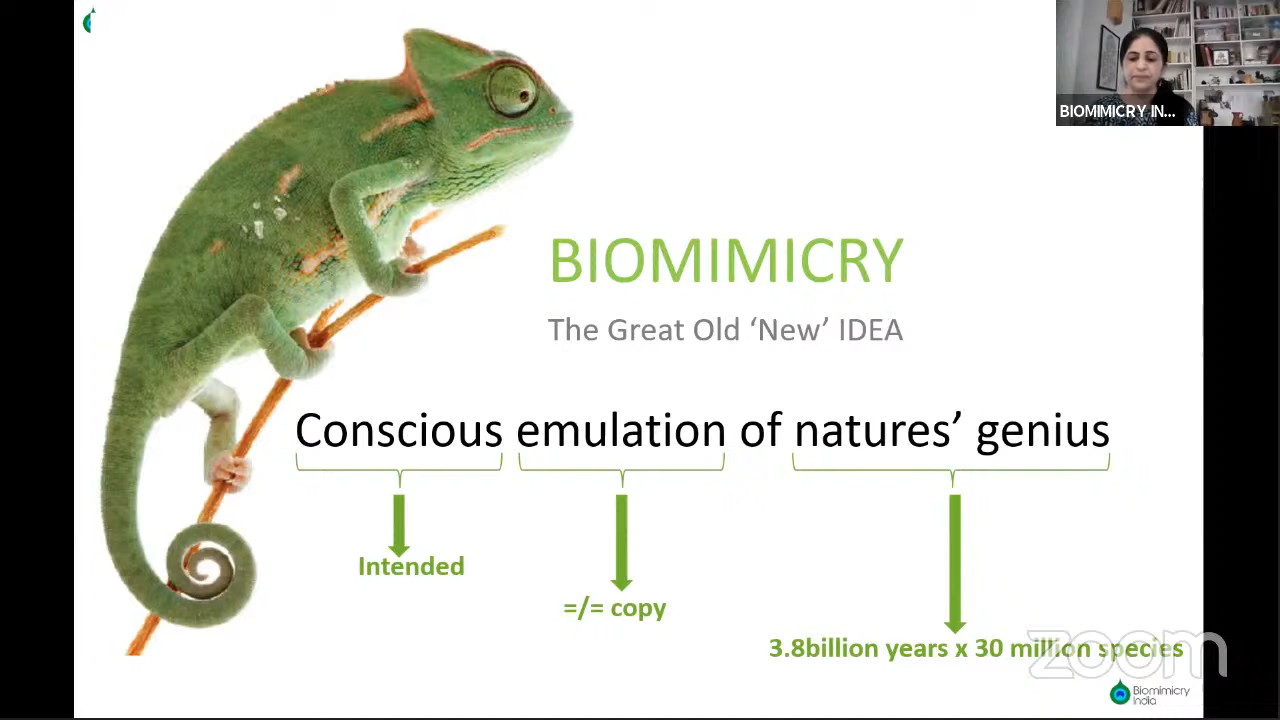 BIOMIMICRY IN...
BIOMIMICRY
The Great Old ‘New’ IDEA
Conscious emulation of natures’ genius
Intended
=/= copy
3.8billion years x 30 million species
zoom
Biomimicry
India